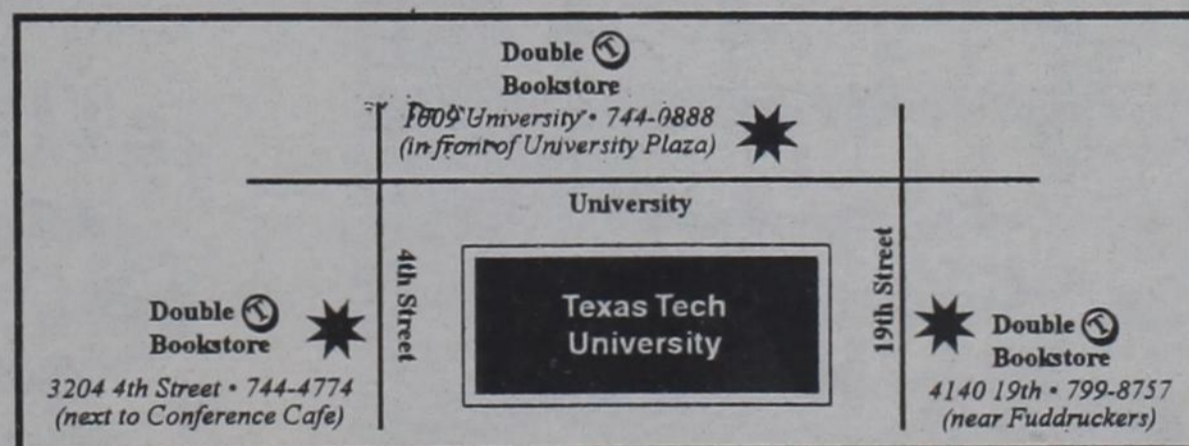 Double T
Bookstore
1009 University • 744-0888
(in front of University Plaza)
University
4th Street
19th Street
Texas Tech
University
Double T
Bookstore
3204 4th Street • 744-4774
(next to Conference Cafe)
Double T
Bookstore
4140 19th • 799-8757
(near Fuddruckers)